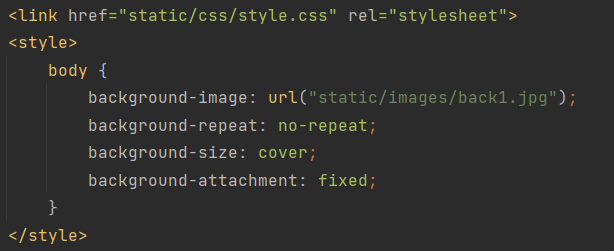 <link href="static/css/style.css" rel="stylesheet">
<style>
    body {
        background-image: url("static/images/back1.jpg");
        background-repeat: no-repeat;
        background-size: cover;
        background-attachment: fixed;
    }
</style>